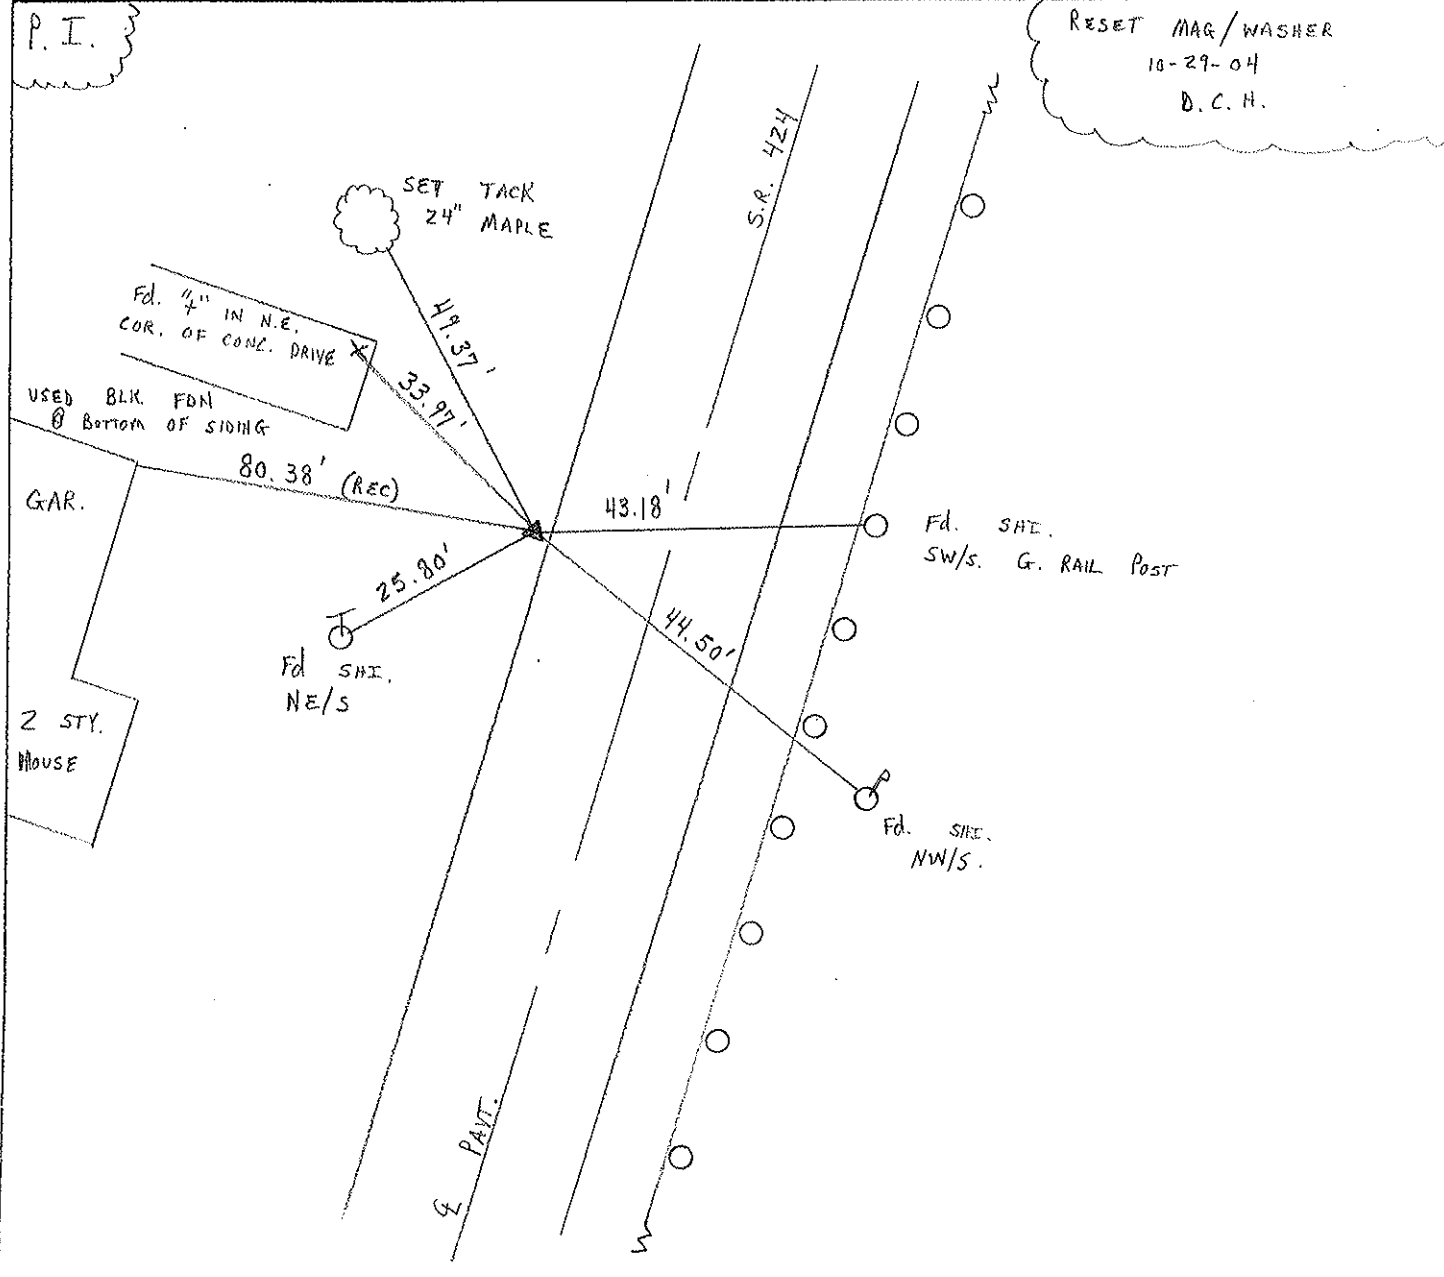 P. I.
RESET MAG/WASHER
10-29-04
D. C. H.
S.R. 424
SET TACK
24" MAPLE
49.37'
Fd. "+" IN N.E.
COR. OF CONC. DRIVE
33.97'
USED BLK. FDN
@ BOTTOM OF SIDING
80.38' (REC)
GAR.
43.18'
Fd. SHI.
SW/S. G. RAIL POST
25.80'
44.50'
Fd SHI.
NE/S
2 STY.
HOUSE
Fd. SHI.
NW/S.
℄ PAVT.